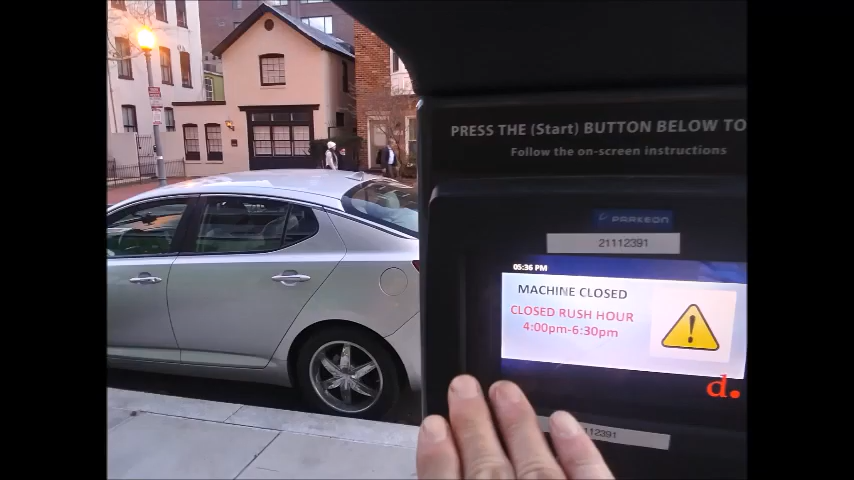 PRESS THE (Start) BUTTON BELOW TO
Follow the on-screen instructions
PARKEON
21112391
05:36 PM
MACHINE CLOSED
CLOSED RUSH HOUR
4:00pm-6:30pm
d.
112391